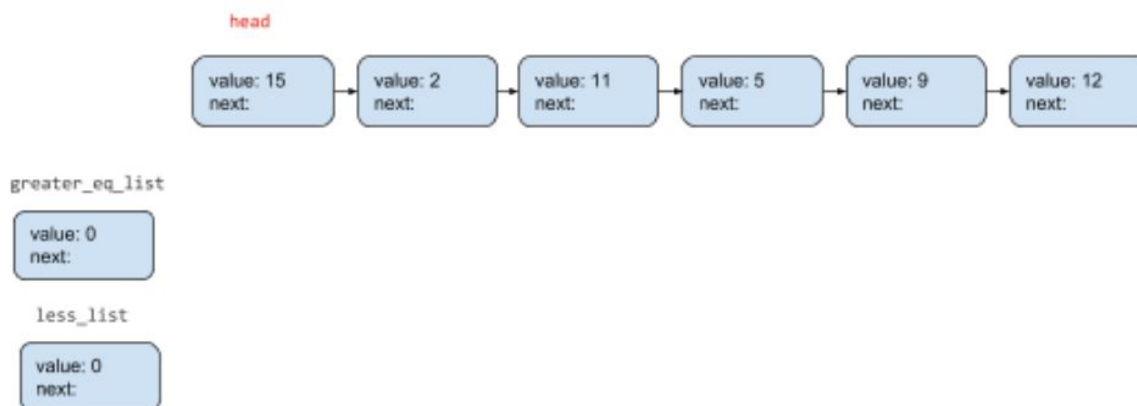 head
value: 15
next:
value: 2
next:
value: 11
next:
value: 5
next:
value: 9
next:
value: 12
next:
greater_eq_list
value: 0
next:
less_list
value: 0
next: